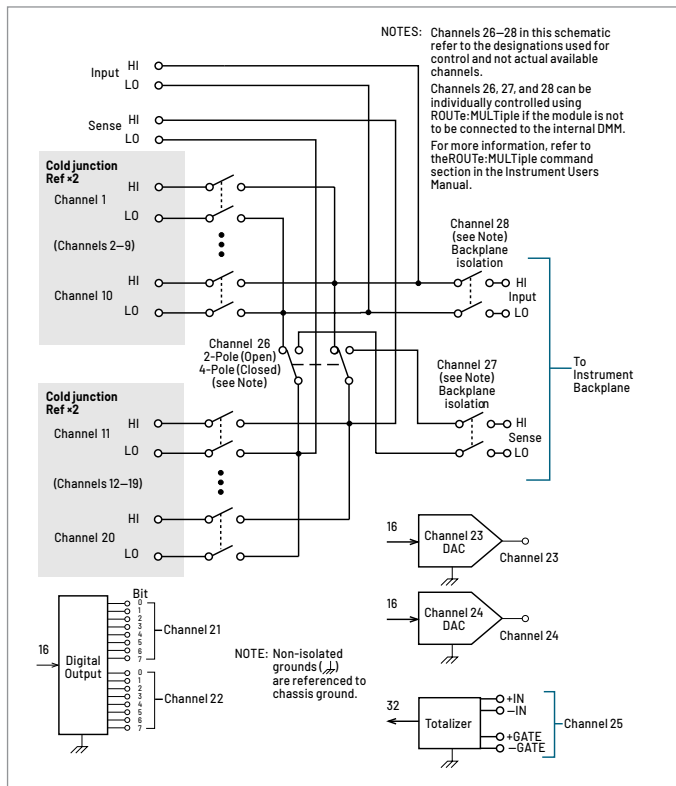 NOTES: Channels 26–28 in this schematic
refer to the designations used for
control and not actual available
channels.
Channels 26, 27, and 28 can be
individually controlled using
ROUTe:MULTiple if the module is not
to be connected to the internal DMM.
For more information, refer to
theROUTe:MULTiple command
section in the Instrument Users
Manual.
Input HI
LO
Sense HI
LO
Cold junction
Ref ×2
HI
Channel 1
LO
(Channels 2–9)
HI
Channel 10
LO
Channel 28
(see Note)
Backplane
isolation
HI
Input
LO
Channel 26
2-Pole (Open)
4-Pole (Closed)
(see Note)
Channel 27
(see Note)
Backplane
isolation
HI
Sense
LO
To
Instrument
Backplane
Cold junction
Ref ×2
HI
Channel 11
LO
(Channels 12–19)
HI
Channel 20
LO
16
Channel 23
DAC
Channel 23
16
Channel 24
DAC
Channel 24
Bit
0
1
2
3
4
5
6
7
Channel 21
16
Digital
Output
0
1
2
3
4
5
6
7
Channel 22
NOTE: Non-isolated
grounds ( )
are referenced to
chassis ground.
32
Totalizer
+IN
–IN
+GATE
–GATE
Channel 25